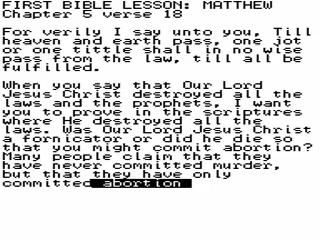 FIRST BIBLE LESSON: MATTHEW
Chapter 5 verse 18
For verily I say unto you, Till
heaven and earth pass, one jot
or one tittle shall in no wise
pass from the law, till all be
fulfilled.
When you say that Our Lord
Jesus Christ destroyed all the
laws and the prophets, I want
you to prove in the scriptures
where He destroyed all the
laws. Was Our Lord Jesus Christ
a fornicator or did he die so
that you might commit abortion?
Many people claim that they
have never committed murder,
but that they have only
committed abortion